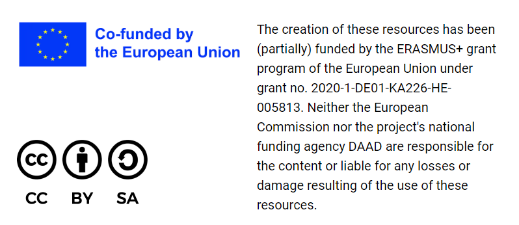 Co-funded by
the European Union
The creation of these resources has been
(partially) funded by the ERASMUS+ grant
program of the European Union under
grant no. 2020-1-DE01-KA226-HE-
005813. Neither the European
Commission nor the project's national
funding agency DAAD are responsible for
the content or liable for any losses or
damage resulting of the use of these
resources.
cc
CC BY SA